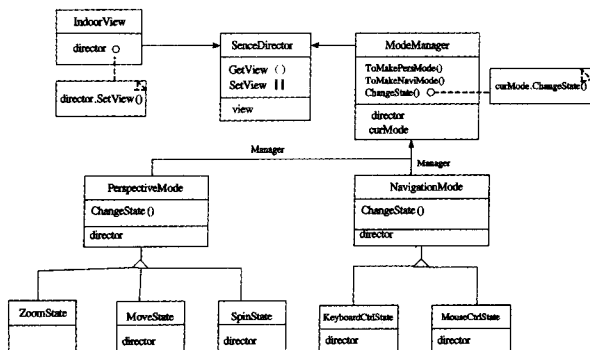 IndoorView
director
director.SetView()
SenceDirector
GetView ( )
SetView ( )
view
ModeManager
ToMakePersMode()
ToMakeNaviMode()
ChangeState()
director
curMode
curMode.ChangeState()
Manager
Manager
PerspectiveMode
ChangeState()
director
NavigationMode
ChangeState()
director
ZoomState
MoveState
director
SpinState
director
KeyboardCtrlState
director
MouseCtrlState
director